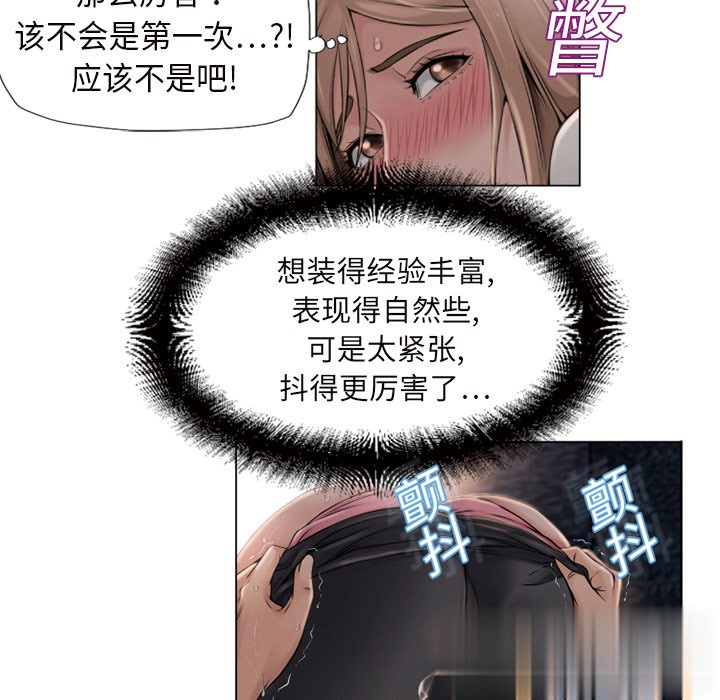 该不会是第一次...?!
应该不是吧!
瞥
想装得经验丰富,
表现得自然些,
可是太紧张,
抖得更厉害了...
颤抖
颤抖